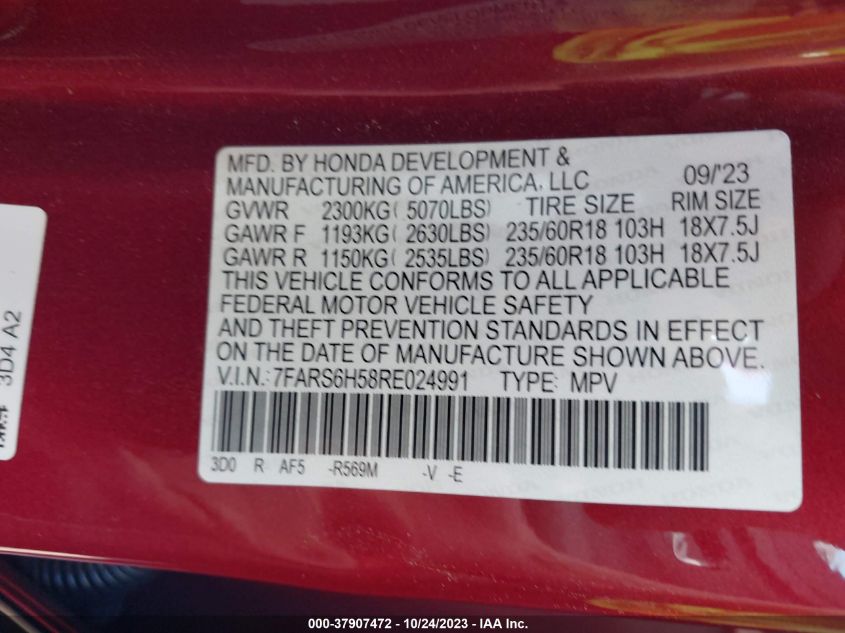 MFD. BY HONDA DEVELOPMENT &
MANUFACTURING OF AMERICA, LLC 09/'23
GVWR 2300KG( 5070LBS) TIRE SIZE RIM SIZE
GAWR F 1193KG( 2630LBS) 235/60R18 103H 18X7.5J
GAWR R 1150KG( 2535LBS) 235/60R18 103H 18X7.5J
THIS VEHICLE CONFORMS TO ALL APPLICABLE
FEDERAL MOTOR VEHICLE SAFETY
AND THEFT PREVENTION STANDARDS IN EFFECT
ON THE DATE OF MANUFACTURE SHOWN ABOVE.
V.I.N.: 7FARS6H58RE024991 TYPE: MPV
3D0 R AF5 -R569M -V -E
3D4 A2
000-37907472 - 10/24/2023 - IAA Inc.